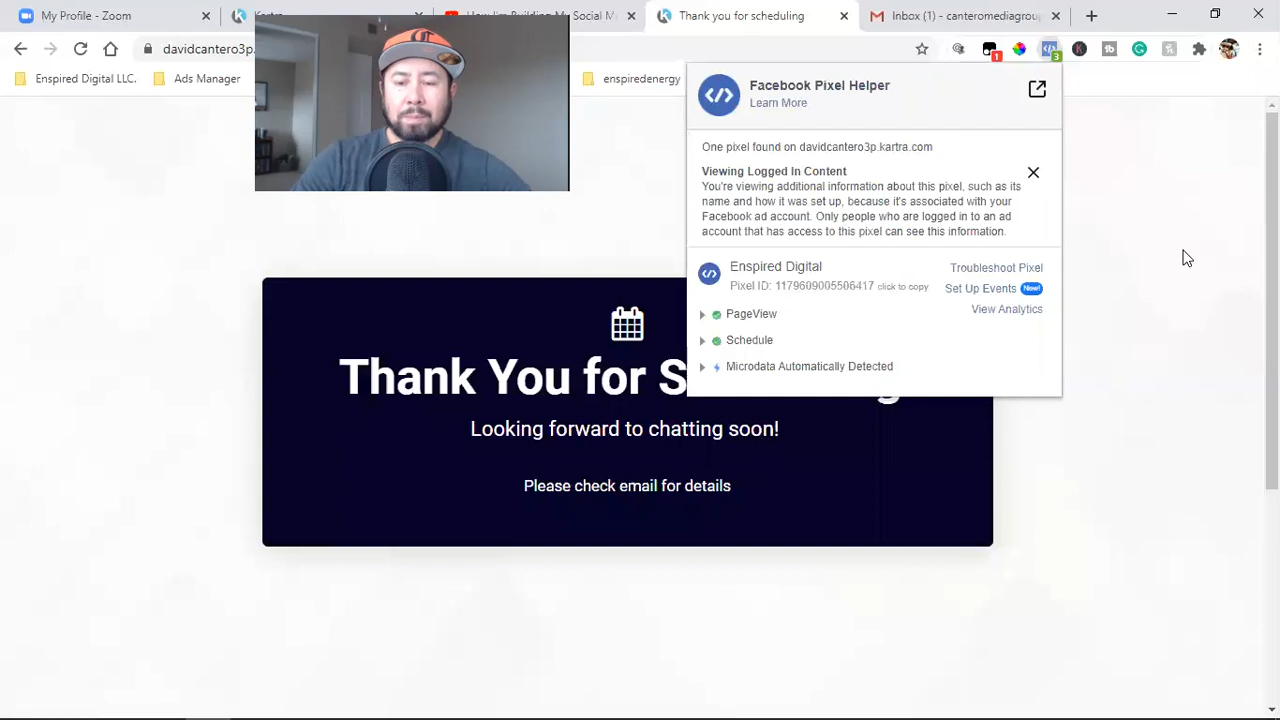 My Profile - Zoom
Thank you for scheduling
Inbox (1) - canteromediagrou
davidcantero3p.
1
3
Enspired Digital LLC.
Ads Manager
enspiredenergy
Facebook Pixel Helper
Learn More
One pixel found on davidcantero3p.kartra.com
Viewing Logged In Content
You're viewing additional information about this pixel, such as its
name and how it was set up, because it's associated with your
Facebook ad account. Only people who are logged in to an ad
account that has access to this pixel can see this information.
Enspired Digital
Troubleshoot Pixel
Pixel ID: 1179609005506417 click to copy
Set Up Events New!
View Analytics
PageView
Schedule
Microdata Automatically Detected
Thank You for S
Looking forward to chatting soon!
Please check email for details